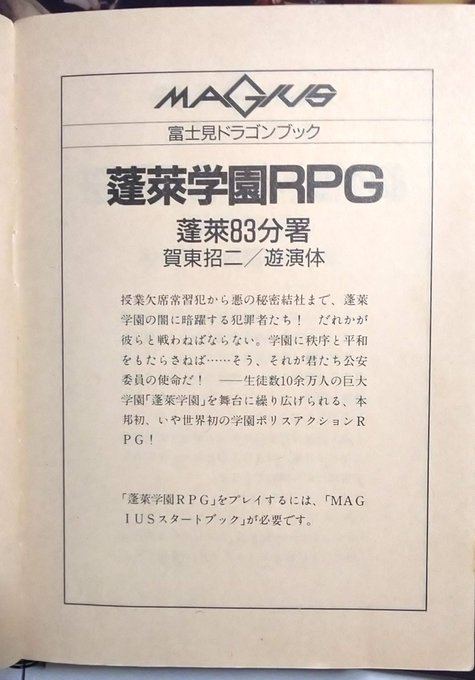 MAGIUS
富士見ドラゴンブック
蓬萊学園RPG
蓬萊83分署
賀東招二／遊演体
授業欠席常習犯から悪の秘密結社まで、蓬萊
学園の闇に暗躍する犯罪者たち！　だれかが
彼らと戦わねばならない。学園に秩序と平和
をもたらさねば……そう、それが君たち公安
委員の使命だ！　――生徒数10余万人の巨大
学園「蓬萊学園」を舞台に繰り広げられる、本
邦初、いや世界初の学園ポリスアクションＲ
ＰＧ！
「蓬萊学園ＲＰＧ」をプレイするには、「ＭＡＧ
ＩＵＳスタートブック」が必要です。